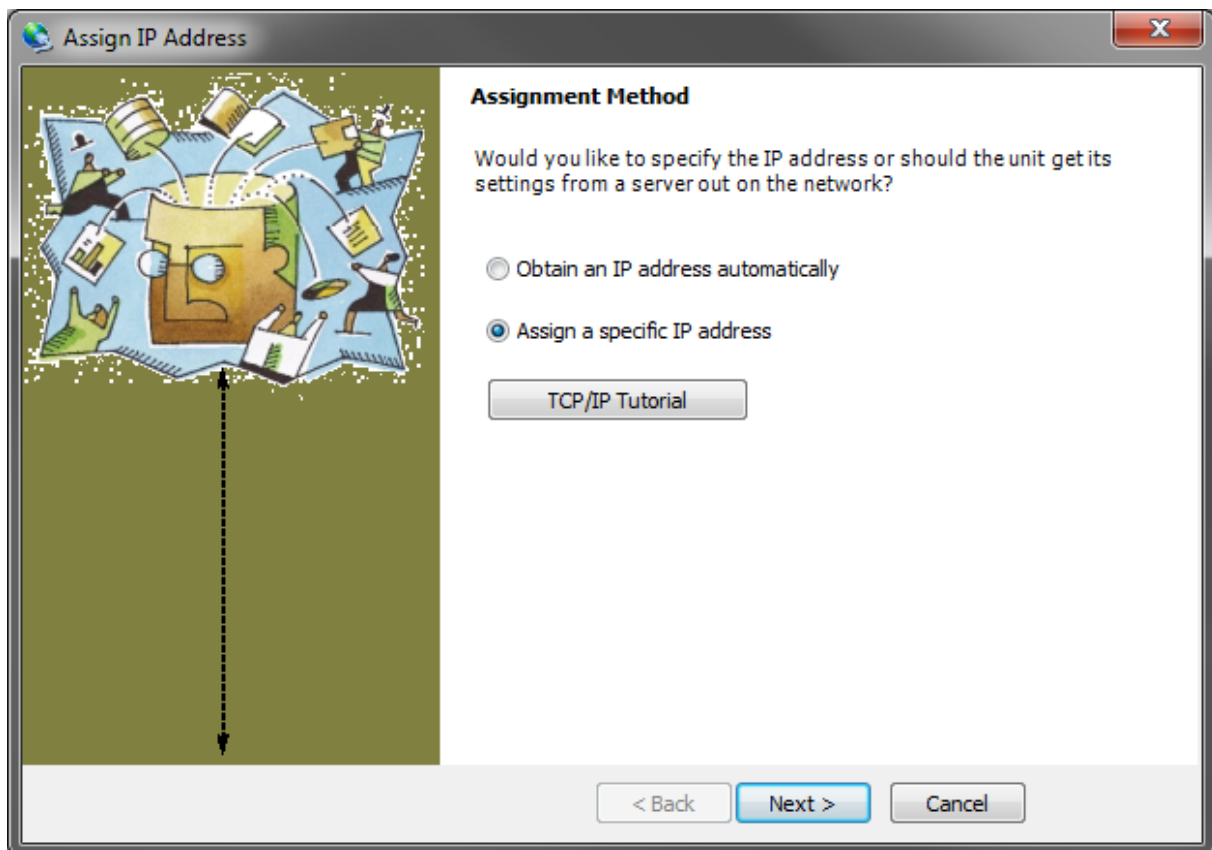 Assign IP Address
Assignment Method
Would you like to specify the IP address or should the unit get its
settings from a server out on the network?
Obtain an IP address automatically
Assign a specific IP address
TCP/IP Tutorial
< Back
Next >
Cancel